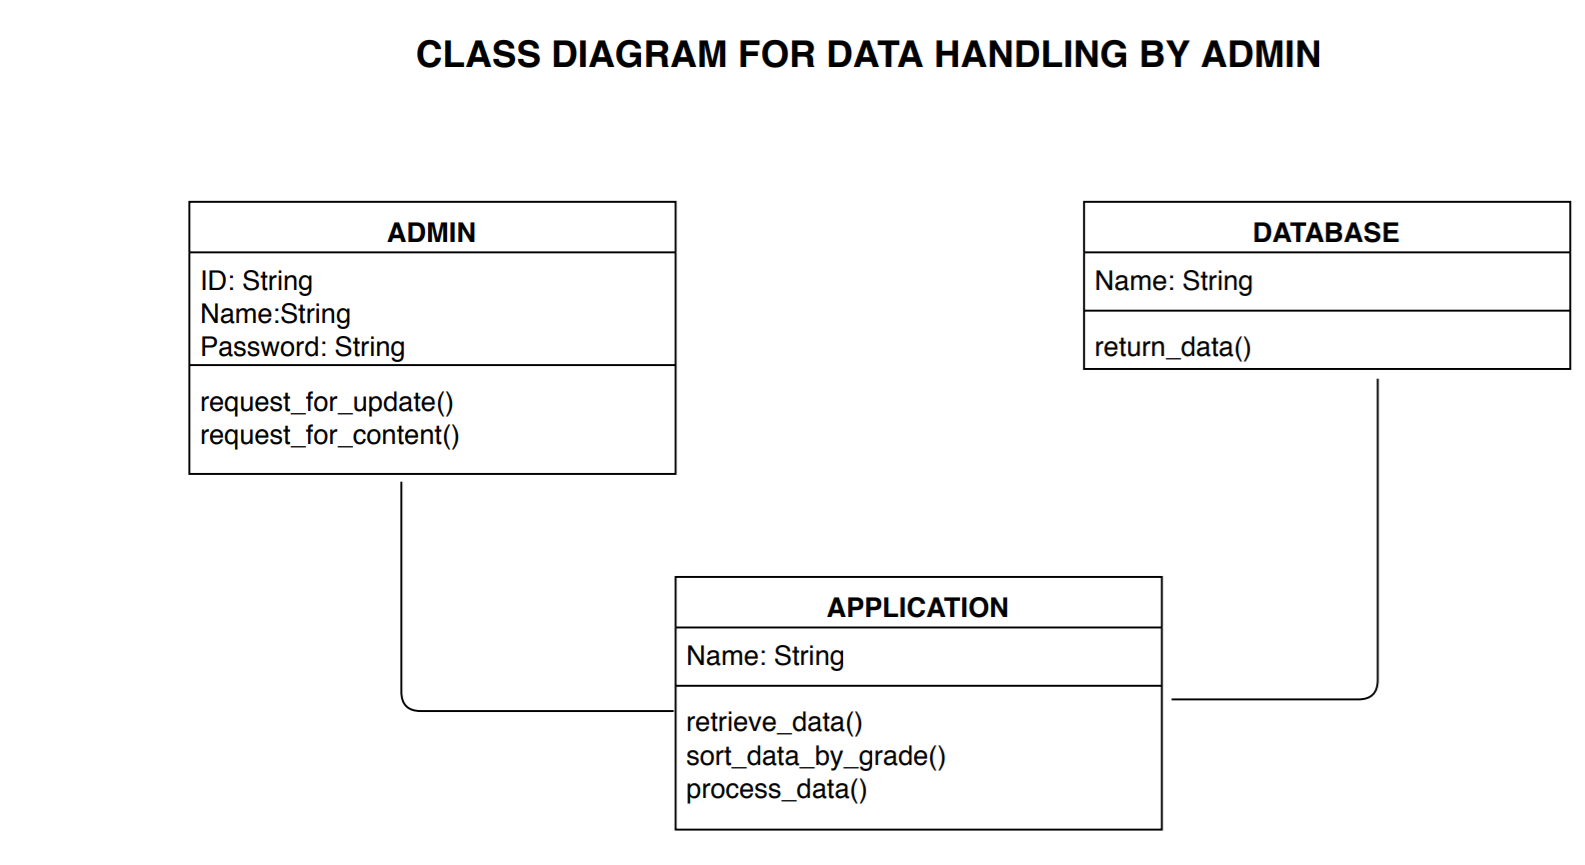 CLASS DIAGRAM FOR DATA HANDLING BY ADMIN
ADMIN
ID: String
Name:String
Password: String
request_for_update()
request_for_content()
DATABASE
Name: String
return_data()
APPLICATION
Name: String
retrieve_data()
sort_data_by_grade()
process_data()